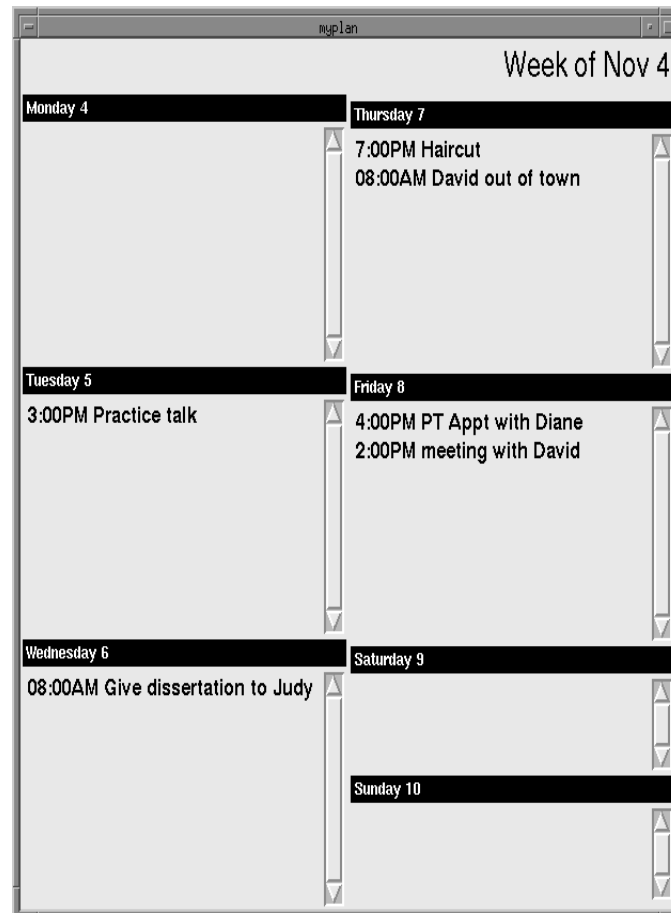 myplan
Week of Nov 4
Monday 4
Tuesday 5
3:00PM Practice talk
Wednesday 6
08:00AM Give dissertation to Judy
Thursday 7
7:00PM Haircut
08:00AM David out of town
Friday 8
4:00PM PT Appt with Diane
2:00PM meeting with David
Saturday 9
Sunday 10